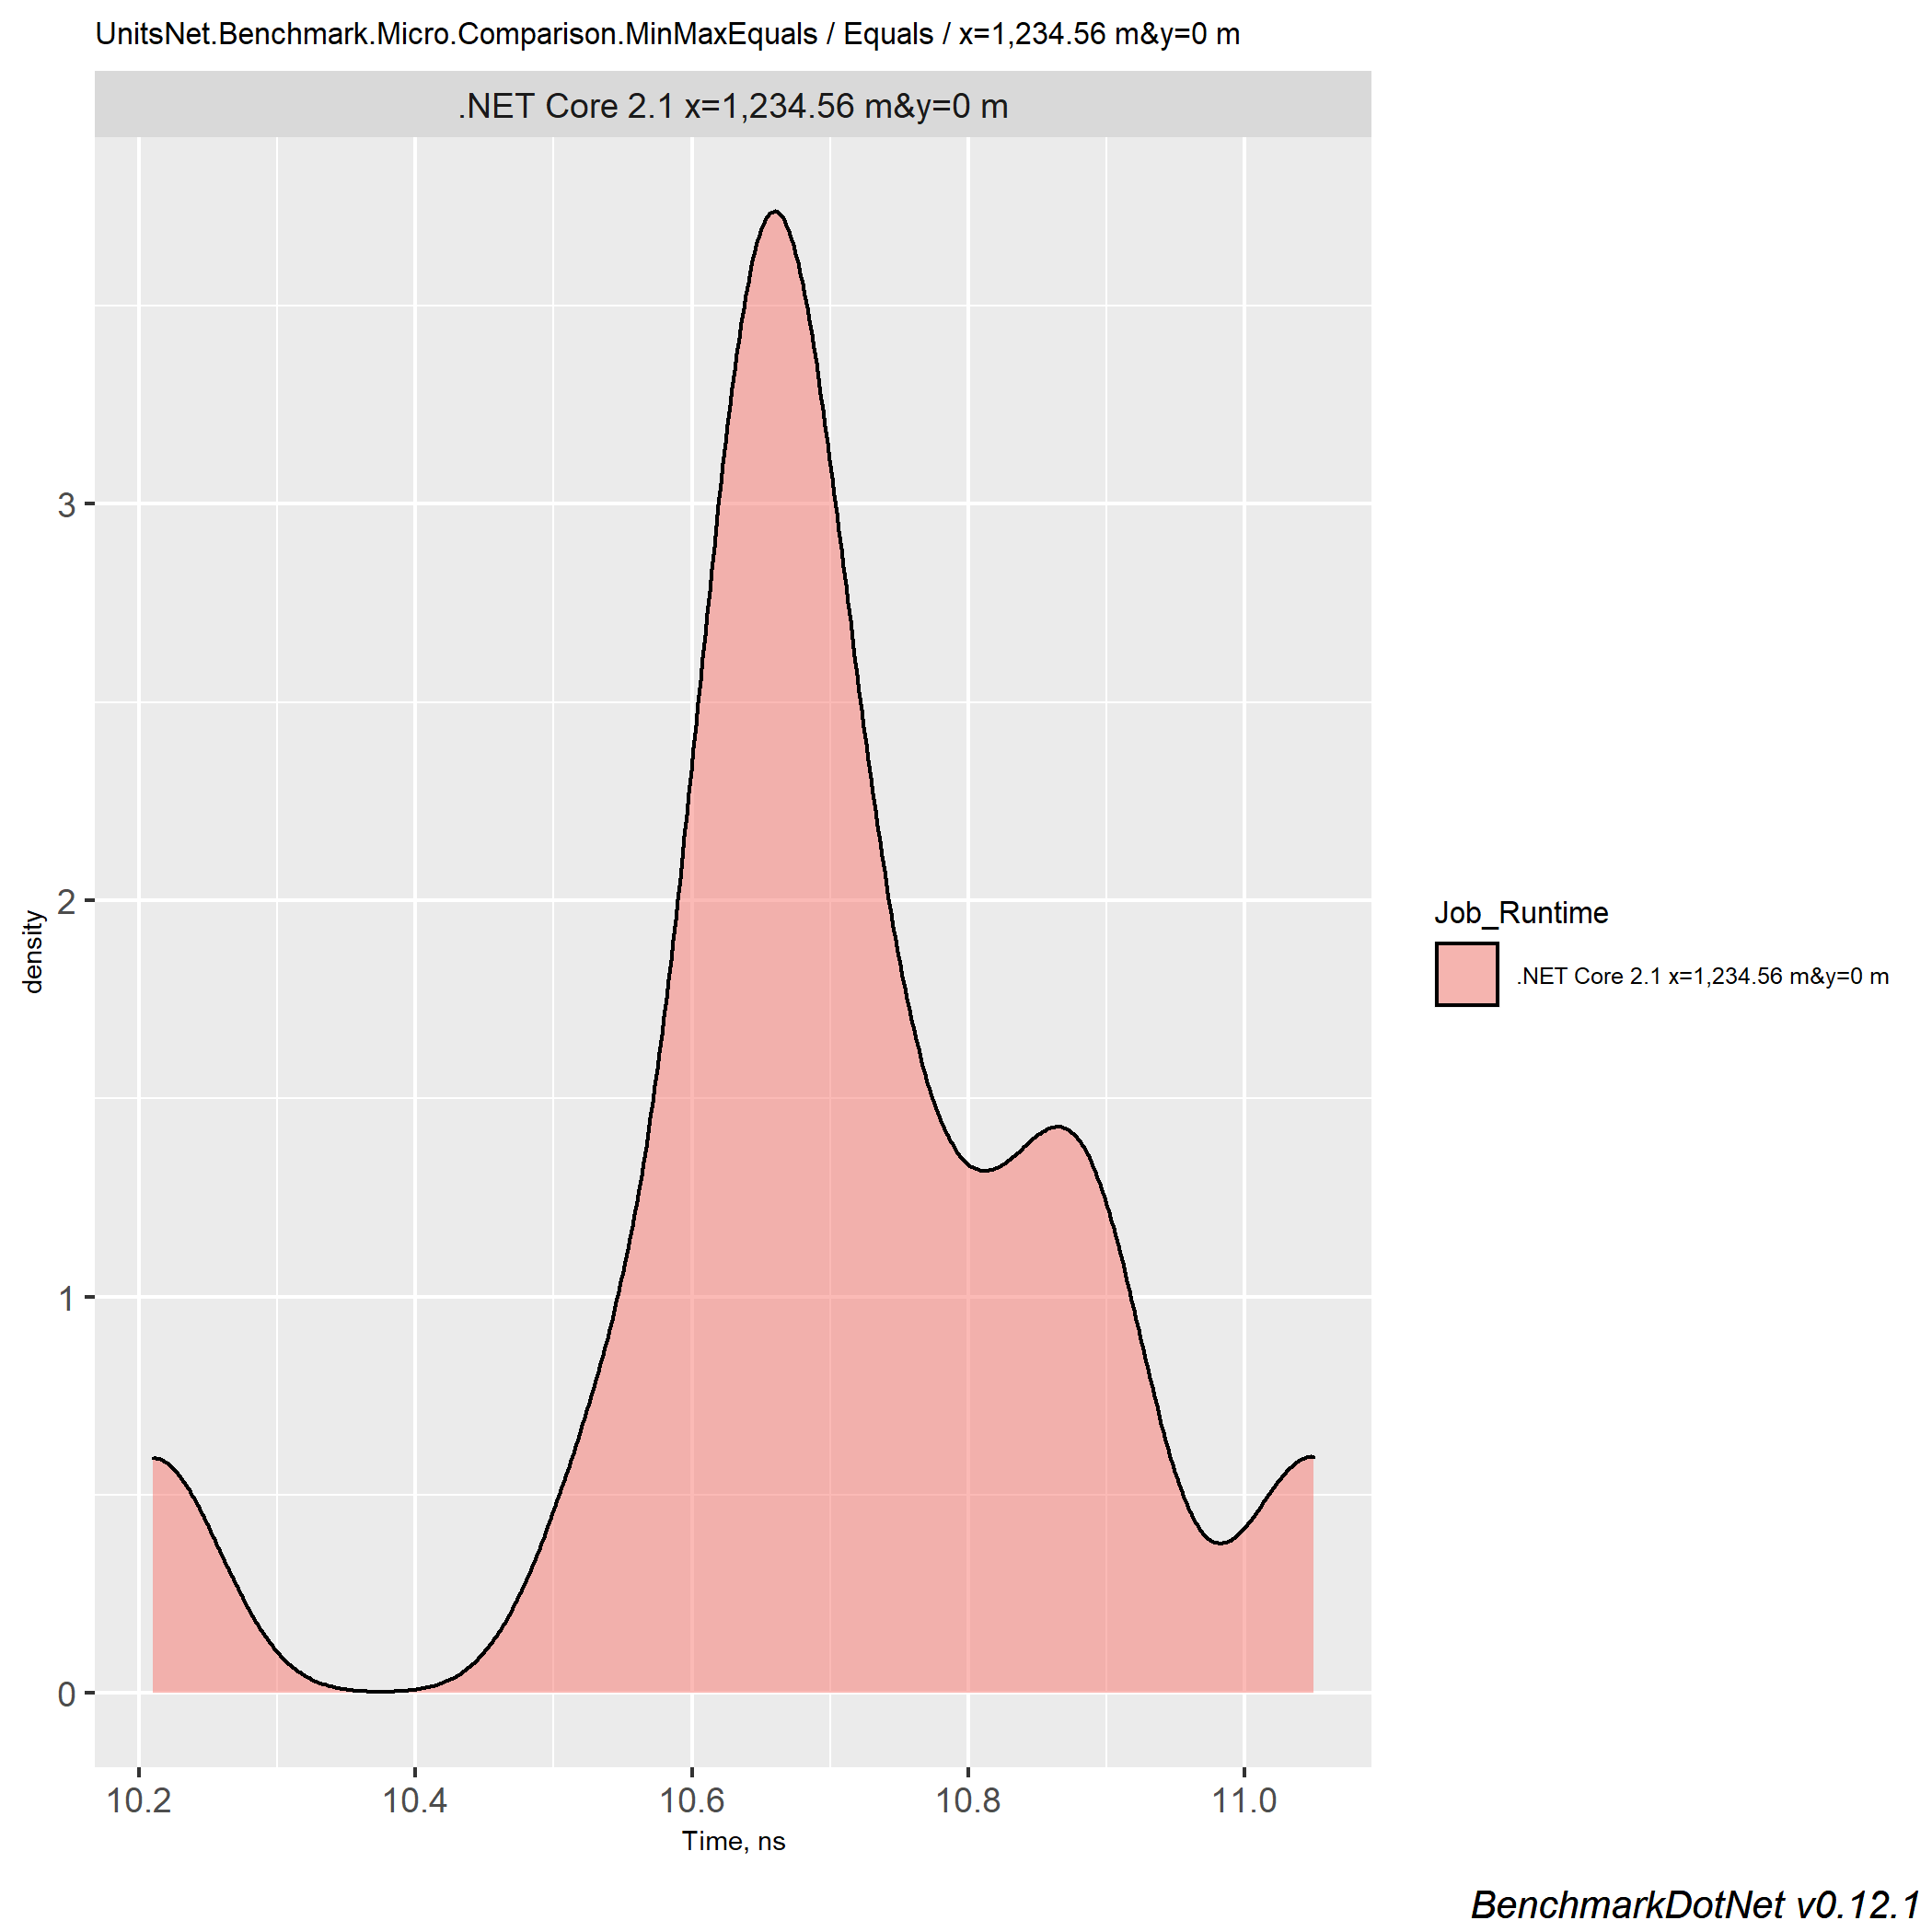 UnitsNet.Benchmark.Micro.Comparison.MinMaxEquals / Equals / x=1,234.56 m&y=0 m
.NET Core 2.1 x=1,234.56 m&y=0 m
3
2
1
0
density
10.2 10.4 10.6 10.8 11.0
Time, ns
Job_Runtime
.NET Core 2.1 x=1,234.56 m&y=0 m
BenchmarkDotNet v0.12.1